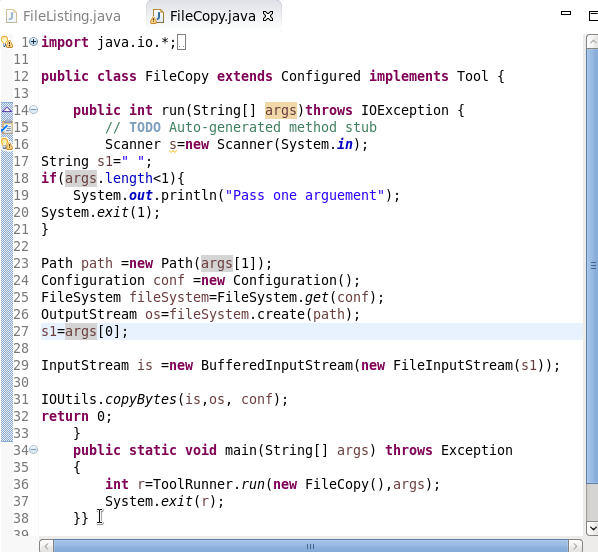 FileListing.java FileCopy.java
1 import java.io.*;
11
12 public class FileCopy extends Configured implements Tool {
13
14 public int run(String[] args)throws IOException {
15 // TODO Auto-generated method stub
16 Scanner s=new Scanner(System.in);
17 String s1=" ";
18 if(args.length<1){
19 System.out.println("Pass one arguement");
20 System.exit(1);
21 }
22
23 Path path =new Path(args[1]);
24 Configuration conf =new Configuration();
25 FileSystem fileSystem=FileSystem.get(conf);
26 OutputStream os=fileSystem.create(path);
27 s1=args[0];
28
29 InputStream is =new BufferedInputStream(new FileInputStream(s1));
30
31 IOUtils.copyBytes(is,os, conf);
32 return 0;
33 }
34 public static void main(String[] args) throws Exception
35 {
36 int r=ToolRunner.run(new FileCopy(),args);
37 System.exit(r);
38 }}
39